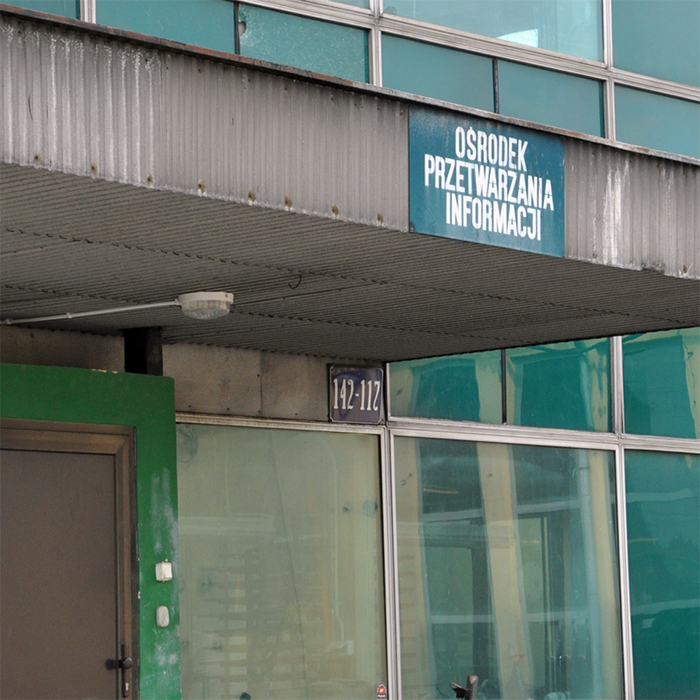 OŚRODEK
PRZETWARZANIA
INFORMACJI
142-112